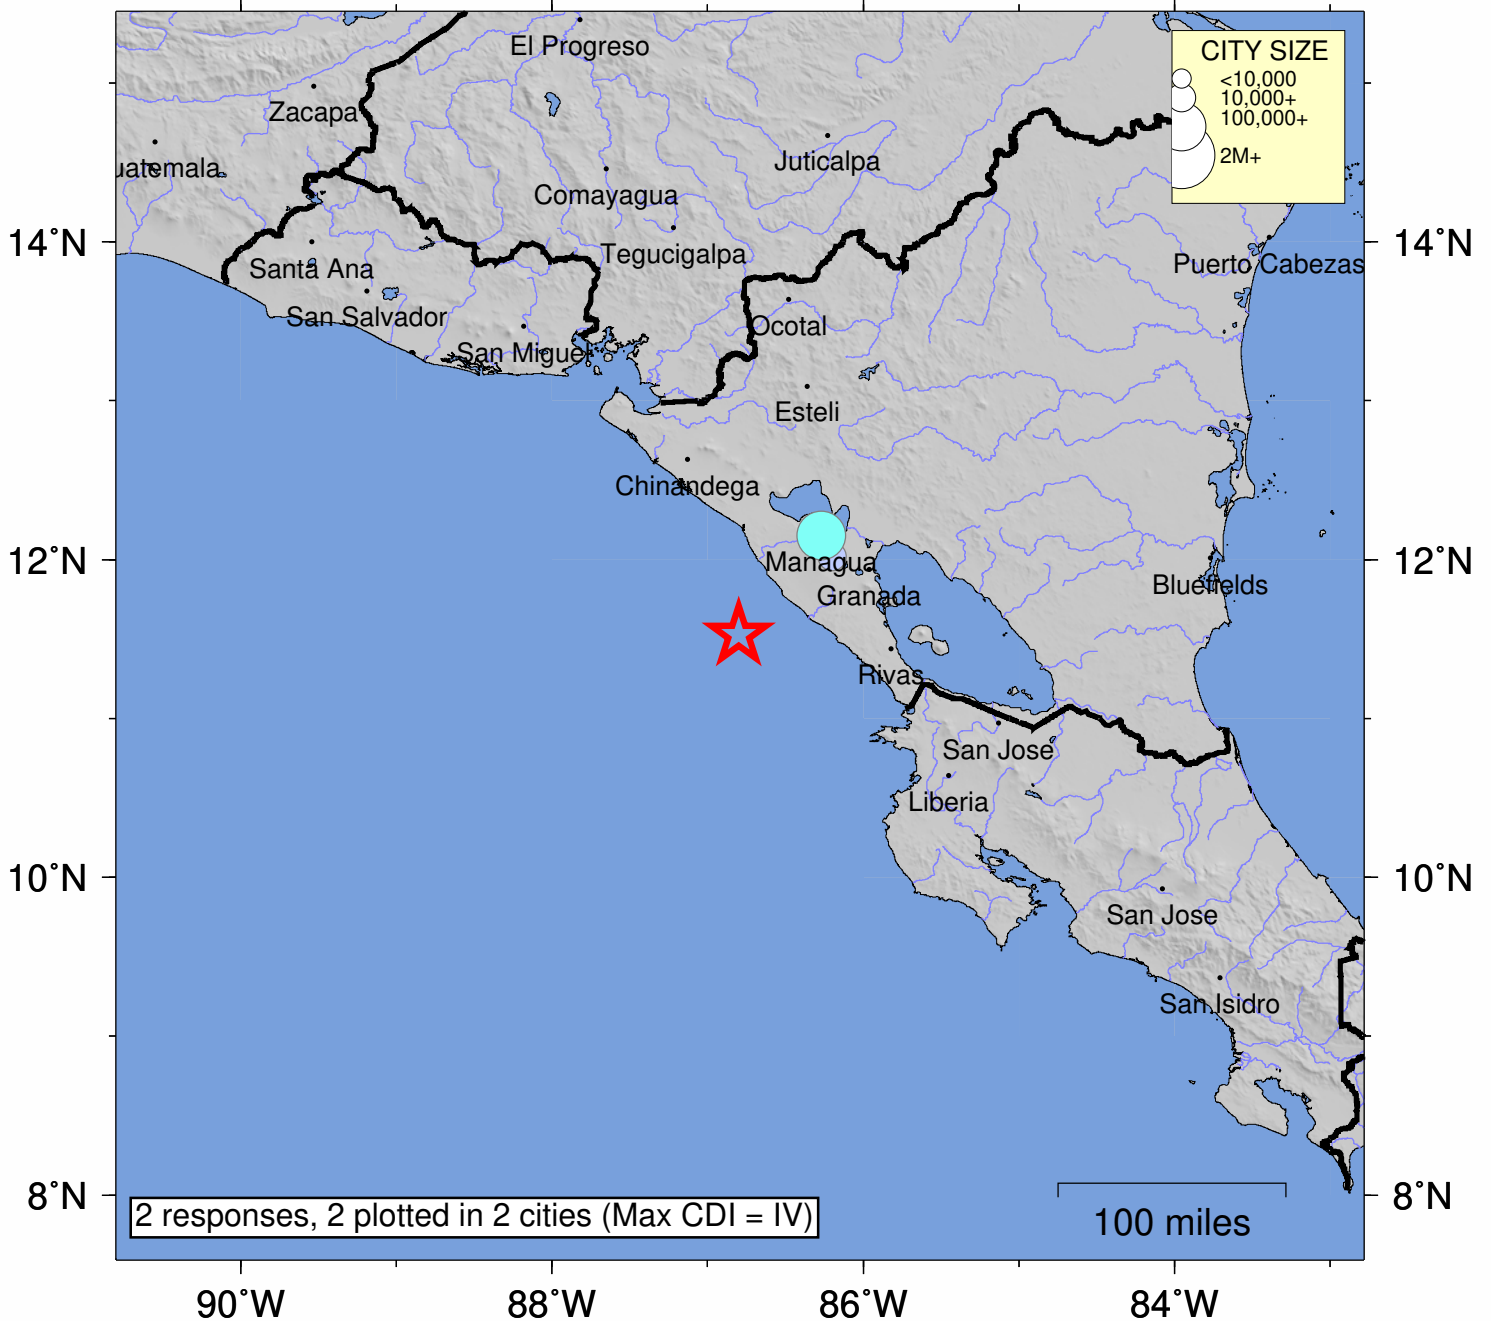 El Progreso
CITY SIZE
<10,000
10,000+
100,000+
2M+
Zacapa
uatemala
Juticalpa
Comayagua
14°N
Tegucigalpa
14°N
Santa Ana
Puerto Cabezas
San Salvador
Ocotal
San Miguel
Esteli
Chinandega
12°N
Managua
12°N
Bluefields
Granada
Rivas
San Jose
Liberia
10°N
10°N
San Jose
San Isidro
8°N
8°N
2 responses, 2 plotted in 2 cities (Max CDI = IV)
100 miles
90°W
88°W
86°W
84°W